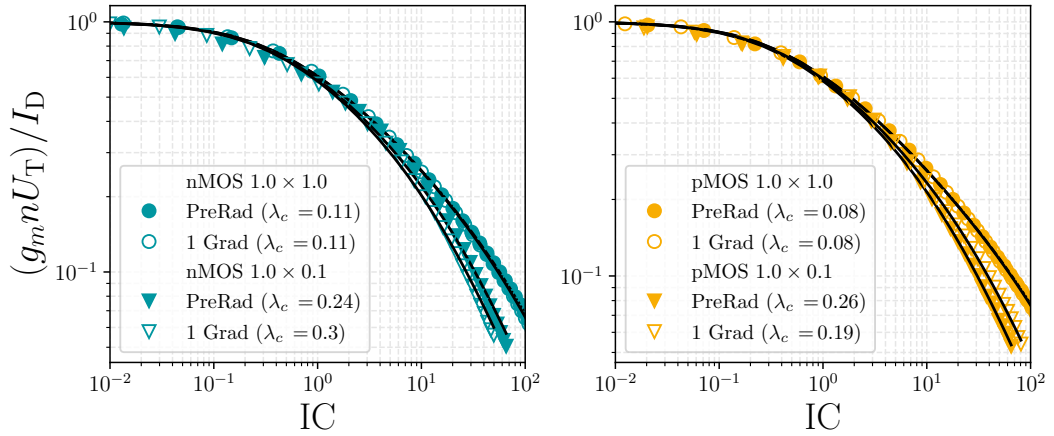 (g_m nU_T)/I_D
10^0
10^{-1}
nMOS 1.0 × 1.0
PreRad (λ_c = 0.11)
1 Grad (λ_c = 0.11)
nMOS 1.0 × 0.1
PreRad (λ_c = 0.24)
1 Grad (λ_c = 0.3)
10^{-2} 10^{-1} 10^0 10^1 10^2
IC
10^0
10^{-1}
pMOS 1.0 × 1.0
PreRad (λ_c = 0.08)
1 Grad (λ_c = 0.08)
pMOS 1.0 × 0.1
PreRad (λ_c = 0.26)
1 Grad (λ_c = 0.19)
10^{-2} 10^{-1} 10^0 10^1 10^2
IC